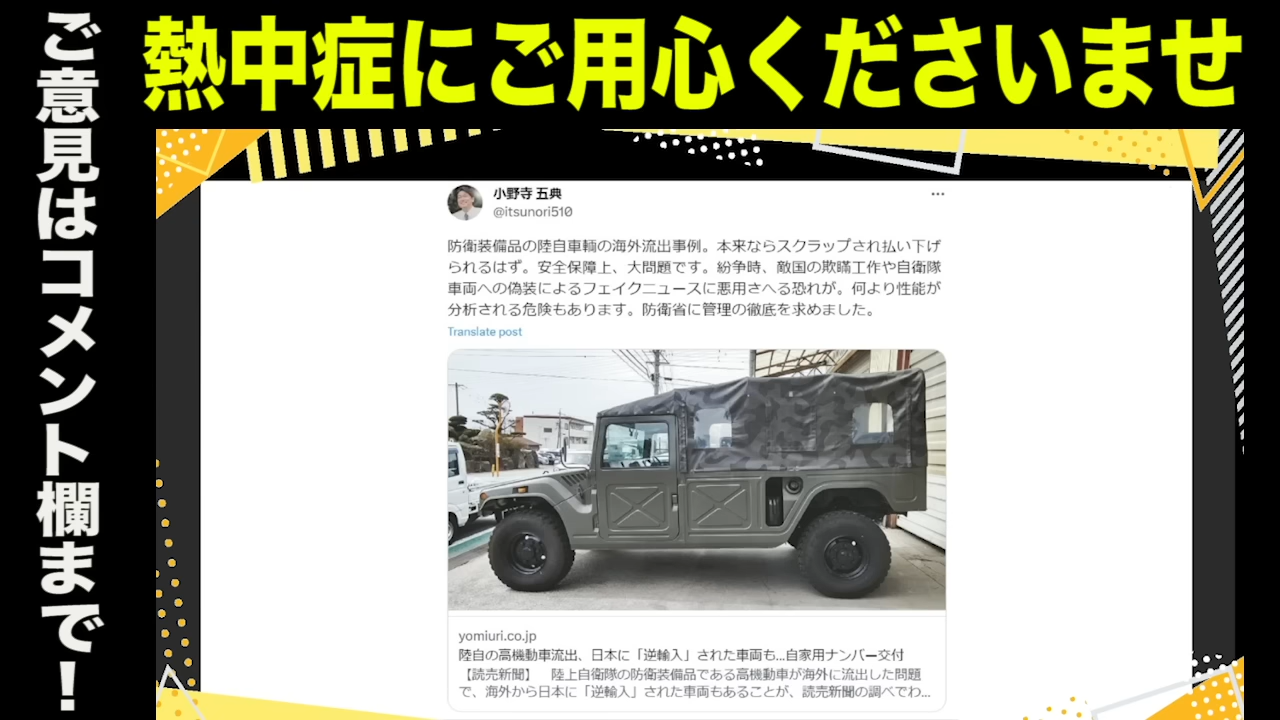 熱中症にご用心くださいませ
ご意見はコメント欄まで！
小野寺 五典
@itsunori510
防衛装備品の陸自車輌の海外流出事例。本来ならスクラップされ払い下げ
られるはず。安全保障上、大問題です。紛争時、敵国の欺瞞工作や自衛隊
車両への偽装によるフェイクニュースに悪用さへる恐れが。何より性能が
分析される危険もあります。防衛省に管理の徹底を求めました。
Translate post
yomiuri.co.jp
陸自の高機動車流出、日本に「逆輸入」された車両も...自家用ナンバー交付
【読売新聞】 陸上自衛隊の防衛装備品である高機動車が海外に流出した問題
で、海外から日本に「逆輸入」された車両もあることが、読売新聞の調べでわ...